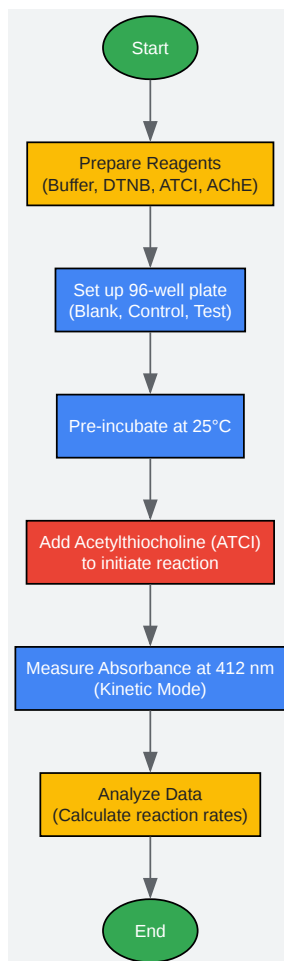 Start
Prepare Reagents
(Buffer, DTNB, ATCI, AChE)
Set up 96-well plate
(Blank, Control, Test)
Pre-incubate at 25°C
Add Acetylthiocholine (ATCI)
to initiate reaction
Measure Absorbance at 412 nm
(Kinetic Mode)
Analyze Data
(Calculate reaction rates)
End